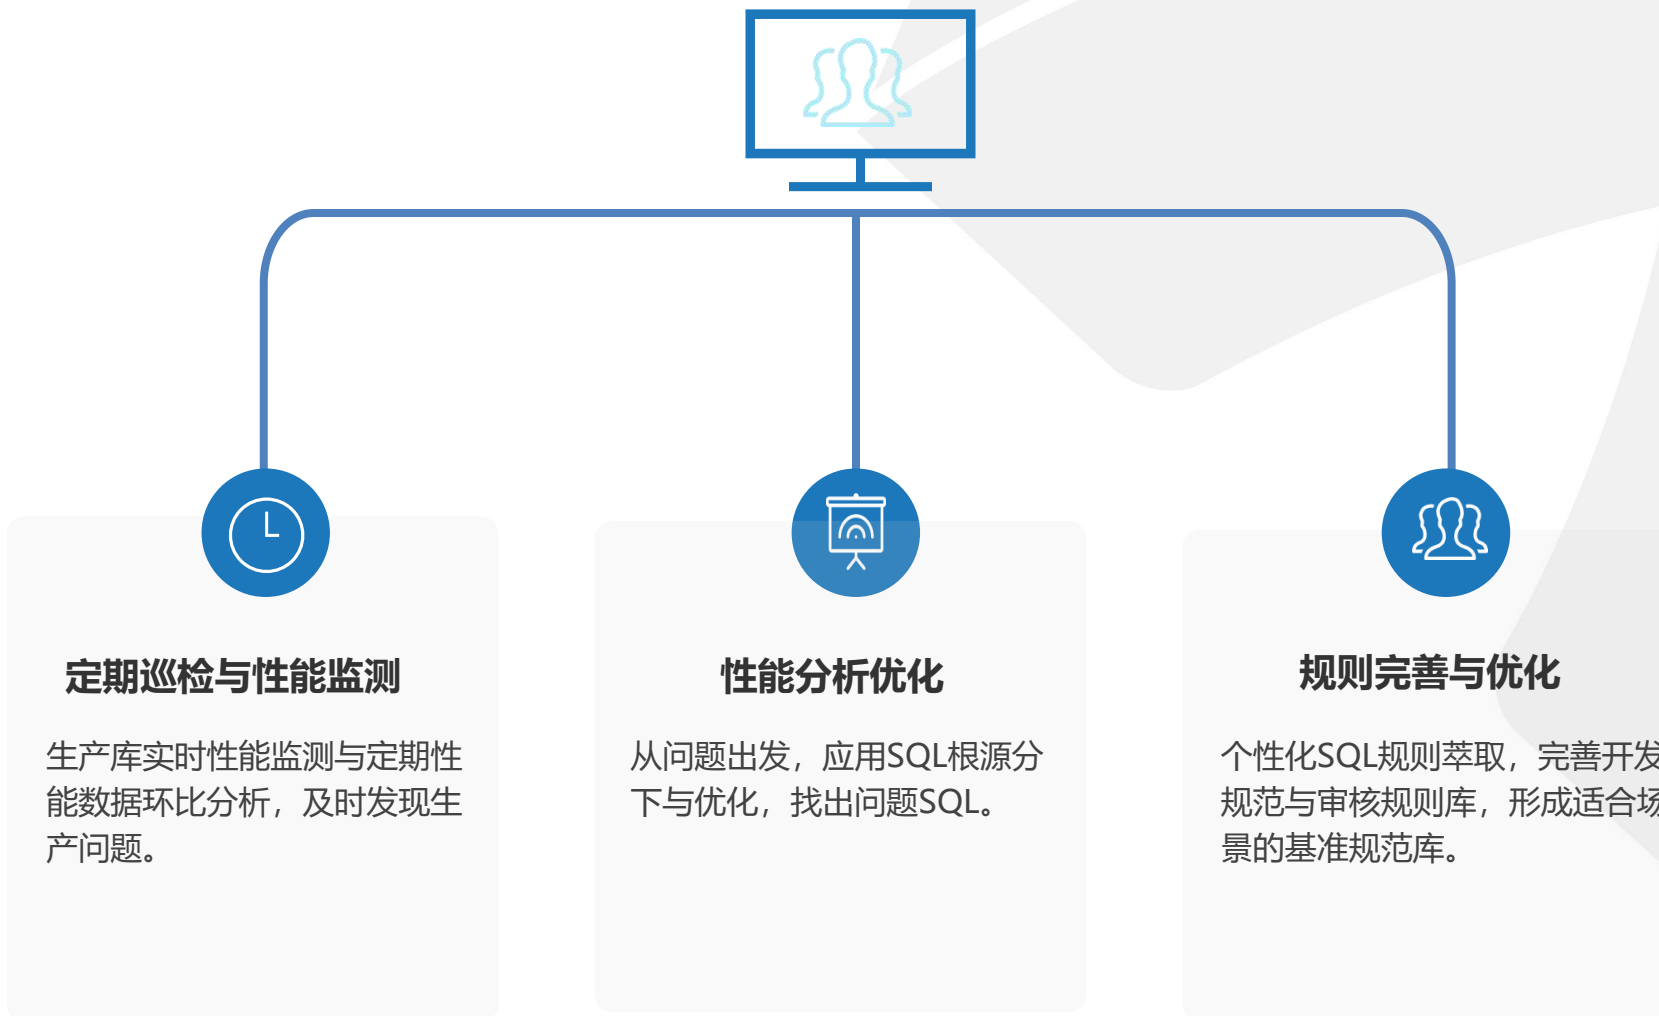 定期巡检与性能监测
生产库实时性能监测与定期性
能数据环比分析，及时发现生
产问题。
性能分析优化
从问题出发，应用SQL根源分
下与优化，找出问题SQL。
规则完善与优化
个性化SQL规则萃取，完善开发
规范与审核规则库，形成适合场
景的基准规范库。